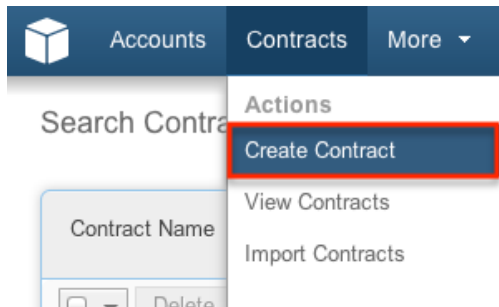 Accounts Contracts More
Search Contra
Actions
Create Contract
View Contracts
Contract Name
Import Contracts
Delete